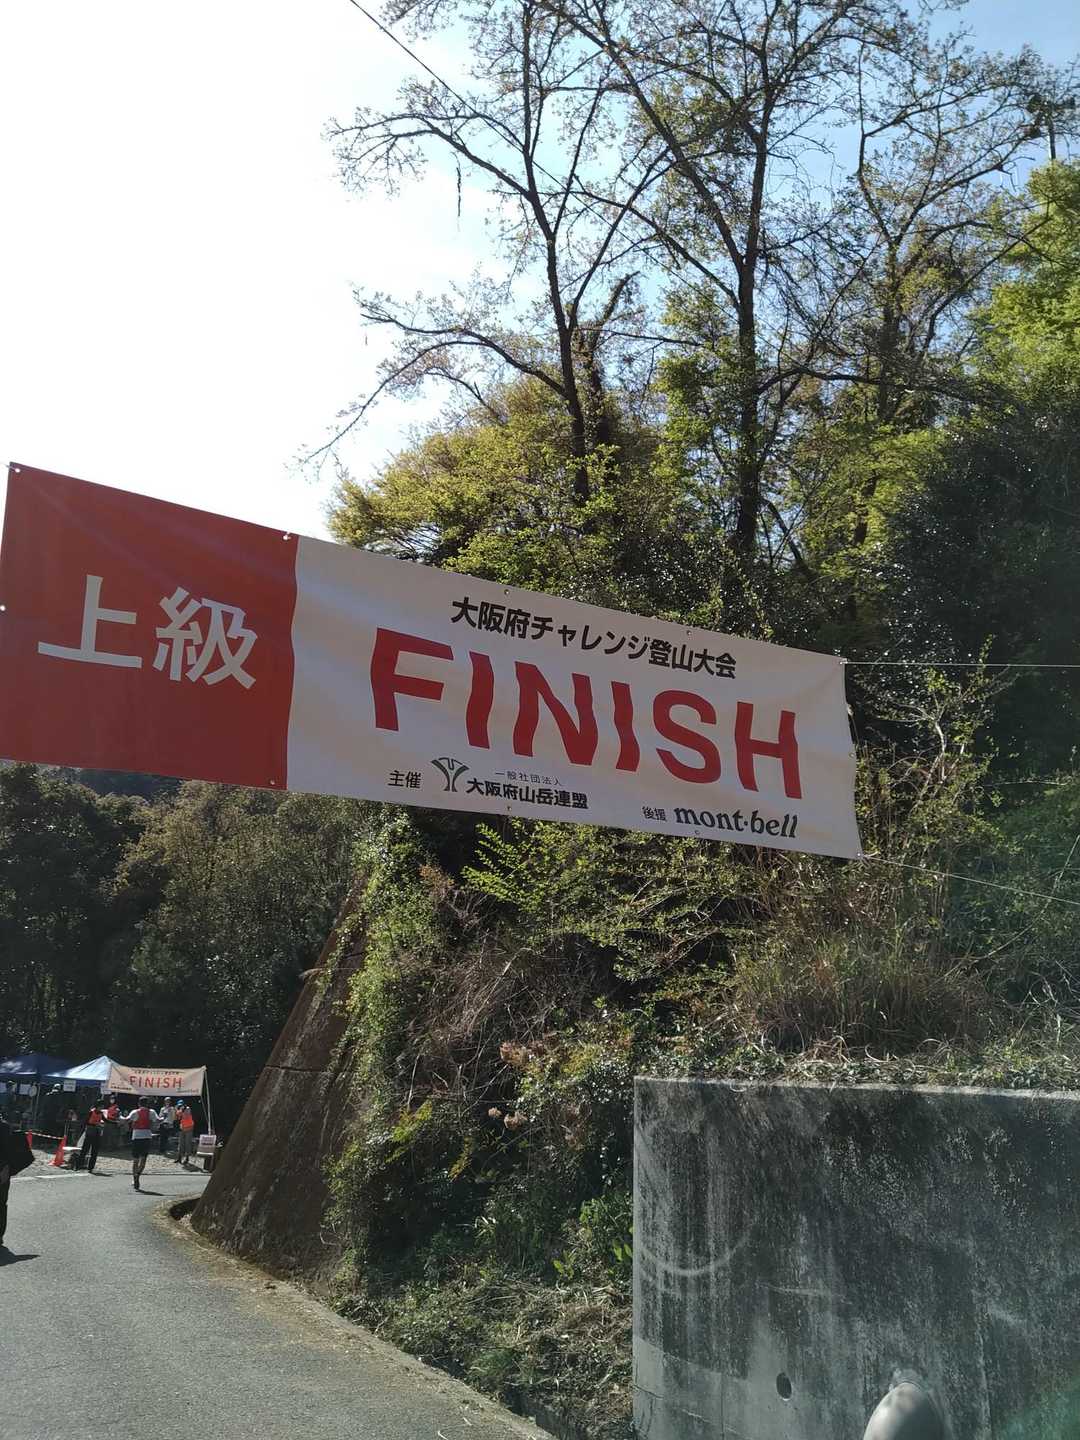 上級
大阪府チャレンジ登山大会
FINISH
主催
一般社団法人
大阪府山岳連盟
後援 mont·bell
FINISH